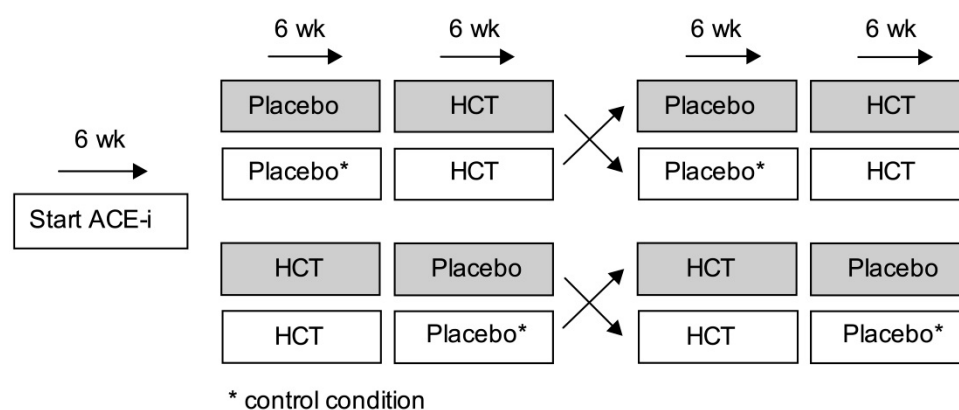 6 wk 6 wk 6 wk 6 wk
Placebo HCT Placebo HCT
6 wk
Placebo* HCT Placebo* HCT
Start ACE-i
HCT Placebo HCT Placebo
HCT Placebo* HCT Placebo*
* control condition